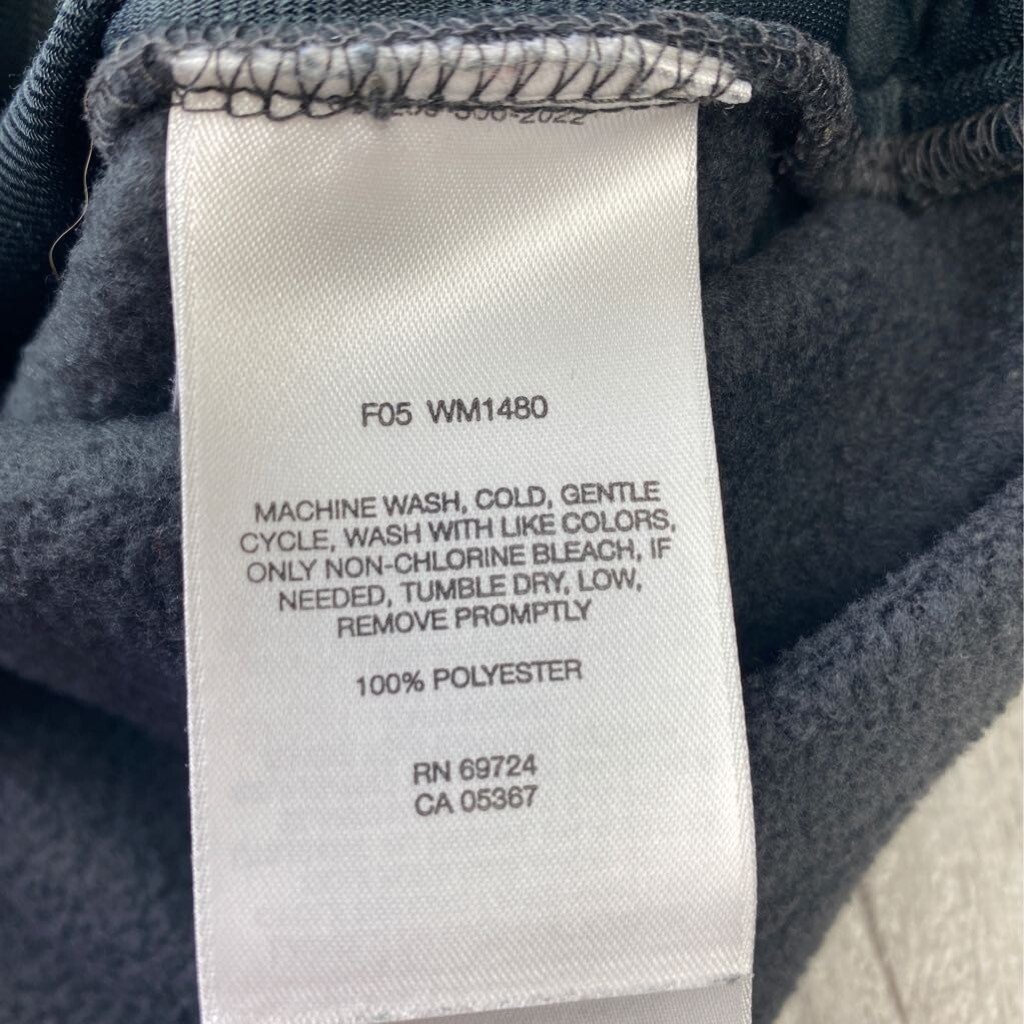 F05 WM1480
MACHINE WASH, COLD, GENTLE
CYCLE, WASH WITH LIKE COLORS,
ONLY NON-CHLORINE BLEACH, IF
NEEDED, TUMBLE DRY, LOW,
REMOVE PROMPTLY
100% POLYESTER
RN 69724
CA 05367